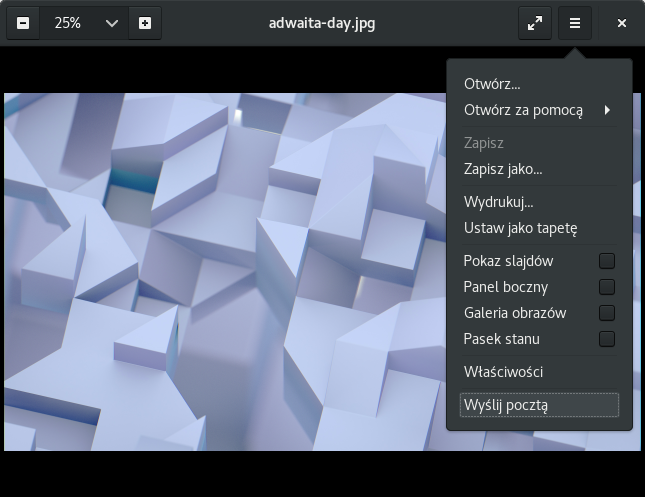 25%
adwaita-day.jpg
Otwórz...
Otwórz za pomocą
Zapisz
Zapisz jako...
Wydrukuj...
Ustaw jako tapetę
Pokaz slajdów
Panel boczny
Galeria obrazów
Pasek stanu
Właściwości
Wyślij pocztą